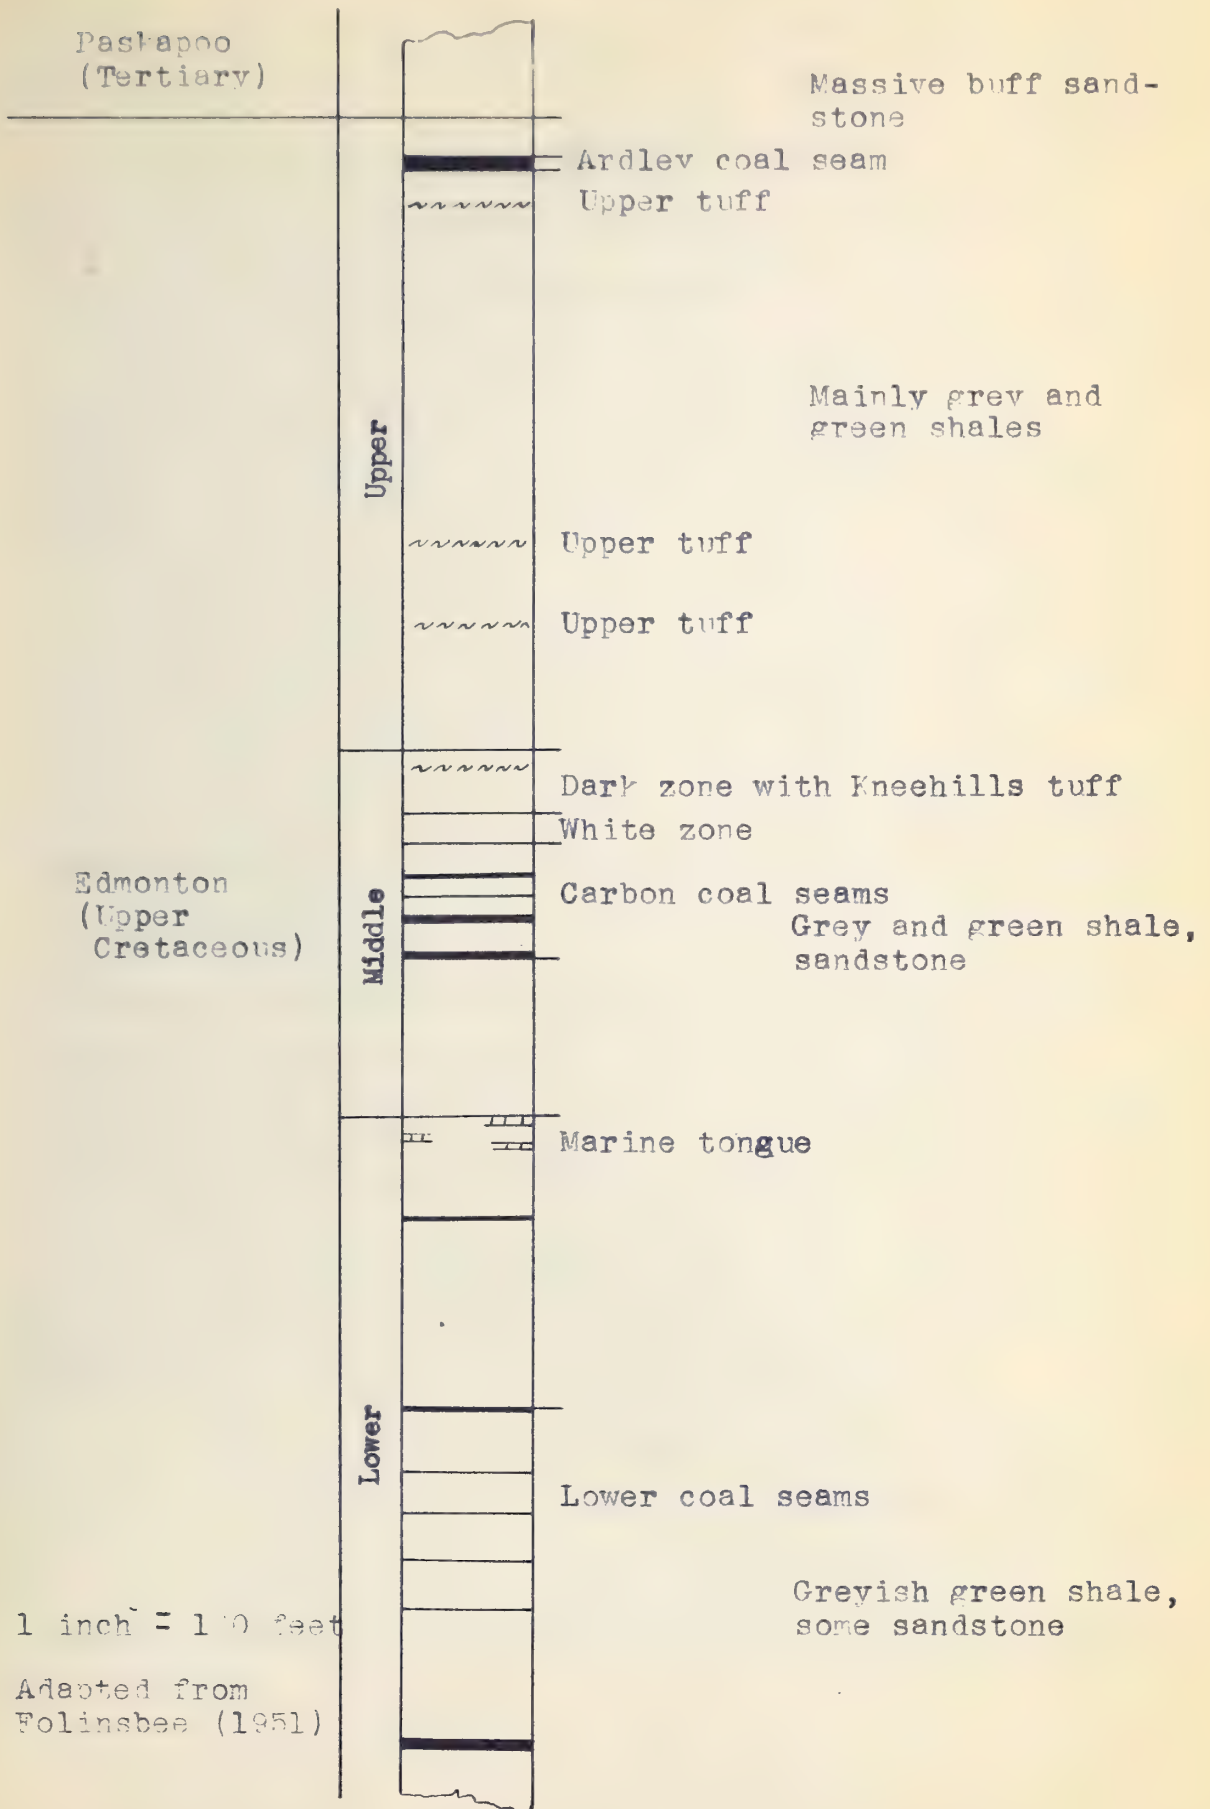 Paskapoo
(Tertiary)
Massive buff sand-
stone
Ardley coal seam
Upper tuff
Mainly grey and
green shales
Upper
Upper tuff
Upper tuff
Dark zone with Kneehills tuff
White zone
Edmonton
(Upper
Cretaceous)
Middle
Carbon coal seams
Grey and green shale,
sandstone
Marine tongue
Lower
Lower coal seams
Greyish green shale,
some sandstone
1 inch = feet
Adapted from
Folinsbee (1951)